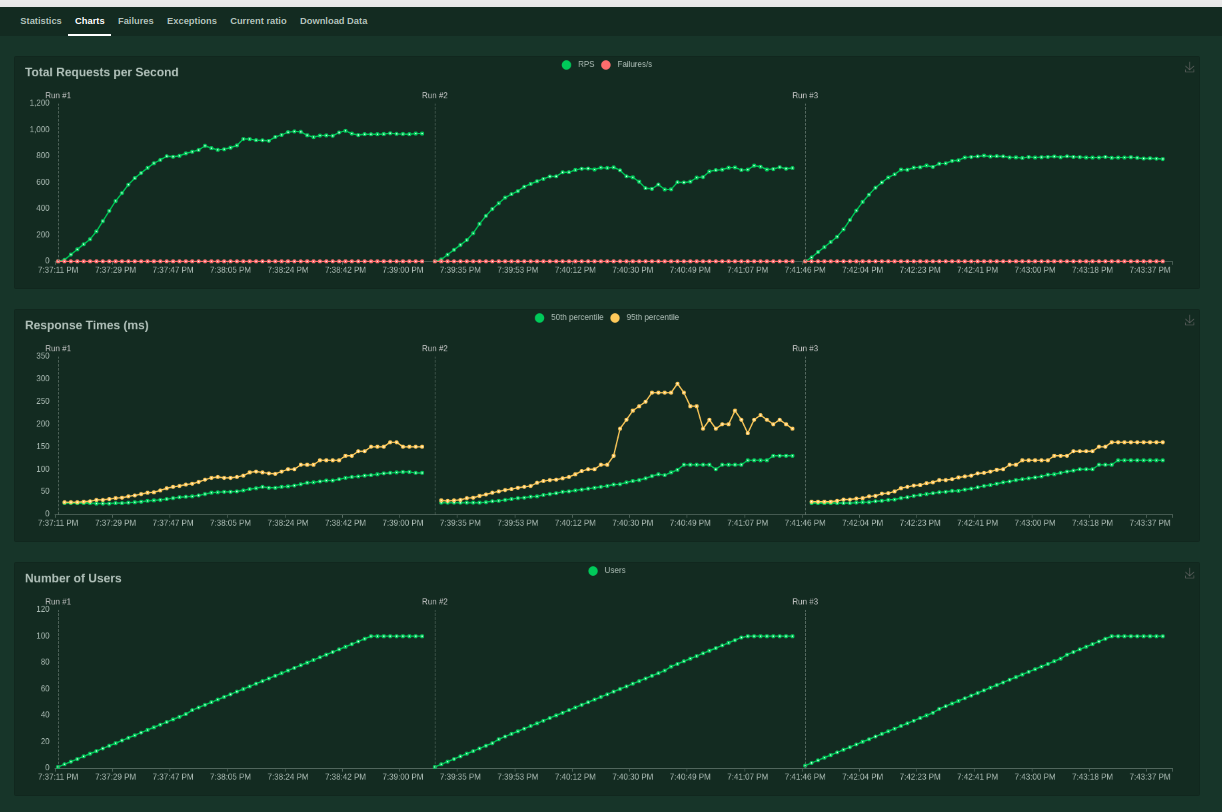 Statistics Charts Failures Exceptions Current ratio Download Data
Total Requests per Second
RPS Failures/s
Run #1 Run #2 Run #3
1,200
1,000
800
600
400
200
0
7:37:11 PM 7:37:29 PM 7:37:47 PM 7:38:05 PM 7:38:24 PM 7:38:42 PM 7:39:00 PM 7:39:35 PM 7:39:53 PM 7:40:12 PM 7:40:30 PM 7:40:49 PM 7:41:07 PM 7:41:46 PM 7:42:04 PM 7:42:23 PM 7:42:41 PM 7:43:00 PM 7:43:18 PM 7:43:37 PM
Response Times (ms)
50th percentile 95th percentile
Run #1 Run #2 Run #3
350
300
250
200
150
100
50
0
7:37:11 PM 7:37:29 PM 7:37:47 PM 7:38:05 PM 7:38:24 PM 7:38:42 PM 7:39:00 PM 7:39:35 PM 7:39:53 PM 7:40:12 PM 7:40:30 PM 7:40:49 PM 7:41:07 PM 7:41:46 PM 7:42:04 PM 7:42:23 PM 7:42:41 PM 7:43:00 PM 7:43:18 PM 7:43:37 PM
Number of Users
Users
Run #1 Run #2 Run #3
120
100
80
60
40
20
0
7:37:11 PM 7:37:29 PM 7:37:47 PM 7:38:05 PM 7:38:24 PM 7:38:42 PM 7:39:00 PM 7:39:35 PM 7:39:53 PM 7:40:12 PM 7:40:30 PM 7:40:49 PM 7:41:07 PM 7:41:46 PM 7:42:04 PM 7:42:23 PM 7:42:41 PM 7:43:00 PM 7:43:18 PM 7:43:37 PM